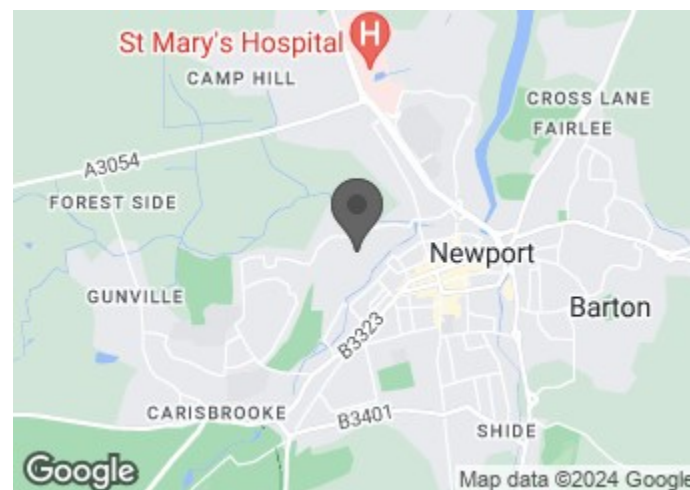 St Mary's Hospital
H
CAMP HILL
CROSS LANE
FAIRLEE
A3054
FOREST SIDE
Newport
GUNVILLE
Barton
B3323
CARISBROOKE
B3401
SHIDE
Google
Map data ©2024 Google